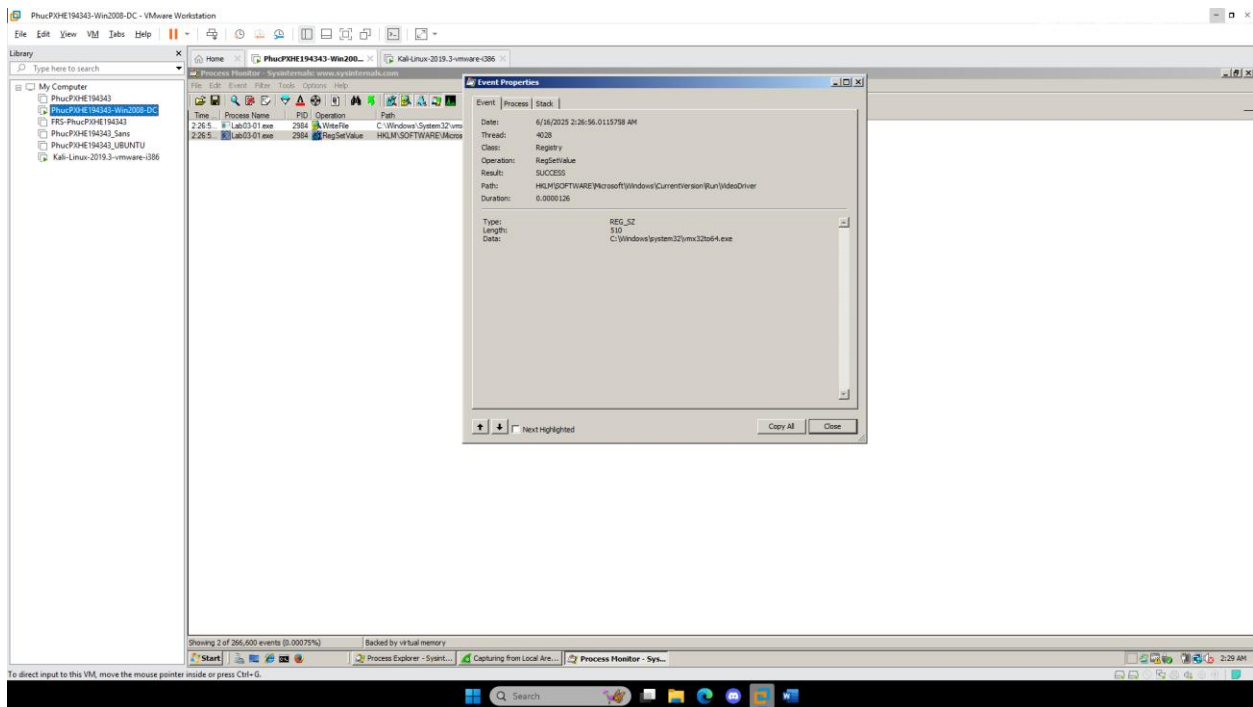 PhucPXHE194343-Win2008-DC - VMware Workstation
File Edit View VM Tabs Help
Library
Type here to search
My Computer
PhucPXHE194343
PhucPXHE194343-Win2008-DC
FRS-PhucPXHE194343
PhucPXHE194343_Sans
PhucPXHE194343_UBUNTU
Kali-Linux-2019.3-vmware-i386
Home PhucPXHE194343-Win200... Kali-Linux-2019.3-vmware-i386
Process Monitor - Sysinternals: www.sysinternals.com
File Edit Event Filter Tools Options Help
Time ... Process Name PID Operation Path
2:26:5... Lab03-01.exe 2984 WriteFile C:\Windows\System32\vmx
2:26:5... Lab03-01.exe 2984 RegSetValue HKLM\SOFTWARE\Micros
Event Properties
Event Process Stack
Date: 6/16/2025 2:26:56.0115758 AM
Thread: 4028
Class: Registry
Operation: RegSetValue
Result: SUCCESS
Path: HKLM\SOFTWARE\Microsoft\Windows\CurrentVersion\Run\VideoDriver
Duration: 0.0000126
Type: REG_SZ
Length: 510
Data: C:\Windows\system32\vmx32to64.exe
Next Highlighted Copy All Close
Showing 2 of 266,600 events (0.00075%) Backed by virtual memory
Start Process Explorer - Sysint... Capturing from Local Are... Process Monitor - Sys... 2:29 AM
To direct input to this VM, move the mouse pointer inside or press Ctrl+G.
Search